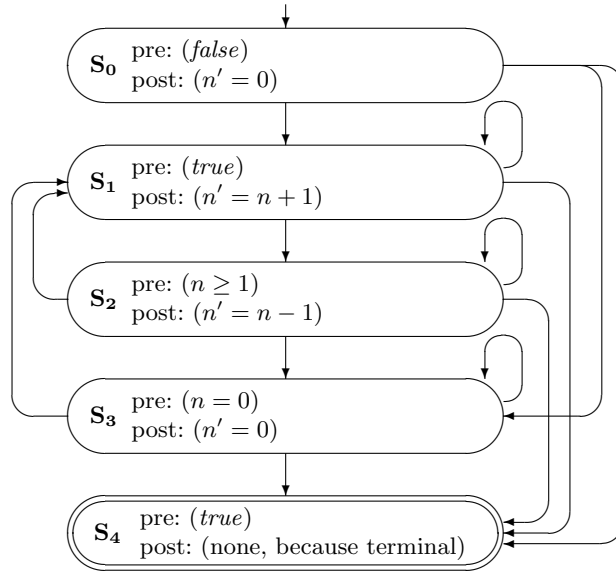 S₀ pre: (false)
post: (n′ = 0)
S₁ pre: (true)
post: (n′ = n + 1)
S₂ pre: (n ≥ 1)
post: (n′ = n − 1)
S₃ pre: (n = 0)
post: (n′ = 0)
S₄ pre: (true)
post: (none, because terminal)